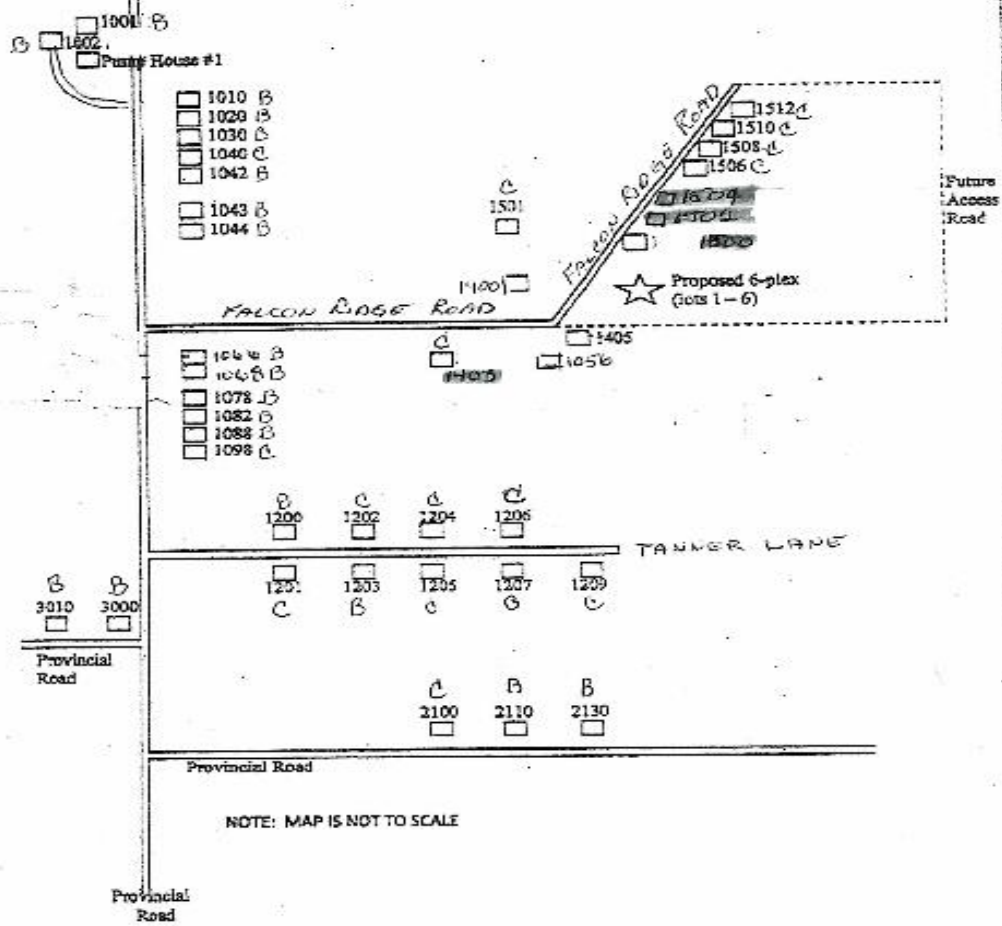 1001 B
B 1002
Pump House #1
1010 B
1020 B
1030 B
1040 C
1042 B
1043 B
1044 B
C
1501
1400
FALCON RIDGE ROAD
FALCON RIDGE ROAD
1512 C
1510 C
1508 C
1506 C
1504
1500
Future
Access
Road
Proposed 6-plex
(lots 1 – 6)
1405
1056
C
1403
B
1068 B
1078 B
1082 B
1088 B
1098 C
B C C C
1200 1202 1204 1206
TANNER LANE
1201 1203 1205 1207 1209
C B C B C
B B
3010 3000
Provincial
Road
C B B
2100 2110 2130
Provincial Road
NOTE: MAP IS NOT TO SCALE
Provincial
Road